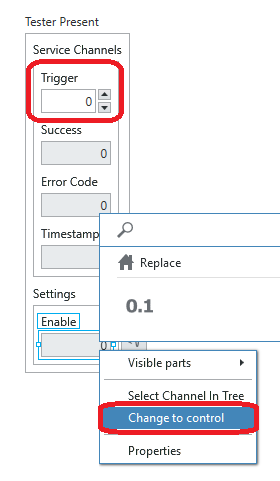 Tester Present
Service Channels
Trigger
0
Success
0
Error Code
0
Timestamp
Replace
0.1
Settings
Enable
0
Visible parts
Select Channel In Tree
Change to control
Properties